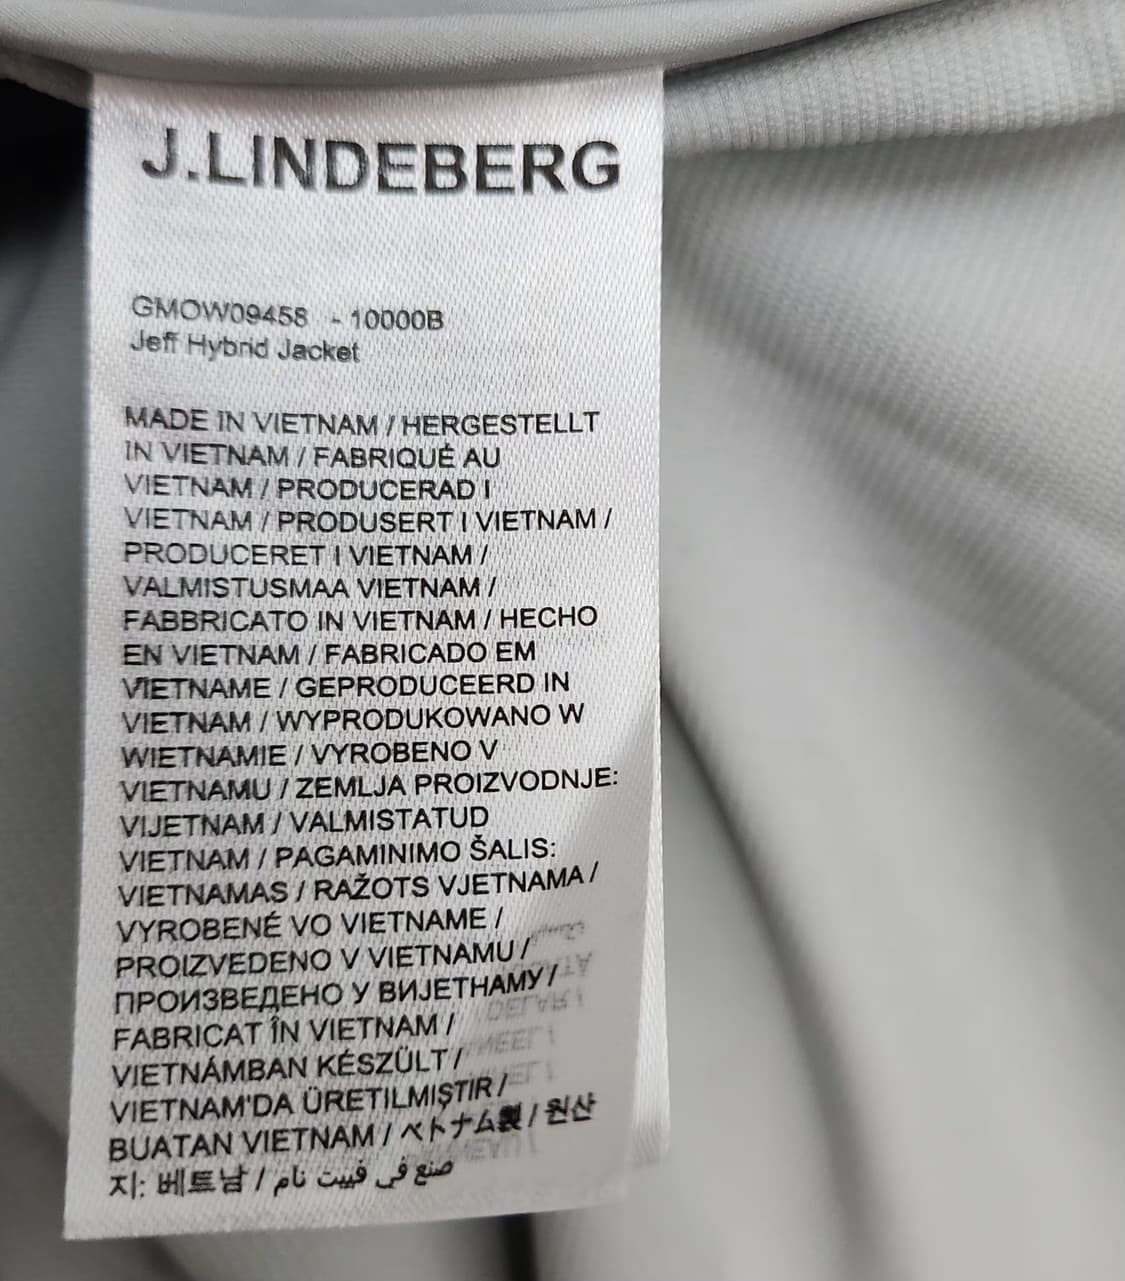 J.LINDEBERG
GMOW09458 - 10000B
Jeff Hybrid Jacket
MADE IN VIETNAM / HERGESTELLT
IN VIETNAM / FABRIQUÉ AU
VIETNAM / PRODUCERAD I
VIETNAM / PRODUSERT I VIETNAM /
PRODUCERET I VIETNAM /
VALMISTUSMAA VIETNAM /
FABBRICATO IN VIETNAM / HECHO
EN VIETNAM / FABRICADO EM
VIETNAME / GEPRODUCEERD IN
VIETNAM / WYPRODUKOWANO W
WIETNAMIE / VYROBENO V
VIETNAMU / ZEMLJA PROIZVODNJE:
VIJETNAM / VALMISTATUD
VIETNAM / PAGAMINIMO ŠALIS:
VIETNAMAS / RAŽOTS VJETNAMA /
VYROBENÉ VO VIETNAME /
PROIZVEDENO V VIETNAMU /
ПРОИЗВЕДЕНО У ВИЈЕТНАМУ /
FABRICAT ÎN VIETNAM /
VIETNÁMBAN KÉSZÜLT /
VIETNAM'DA ÜRETILMIŞTIR /
BUATAN VIETNAM / ベトナム製 / 원산
지: 베트남 / صنع في فييت نام